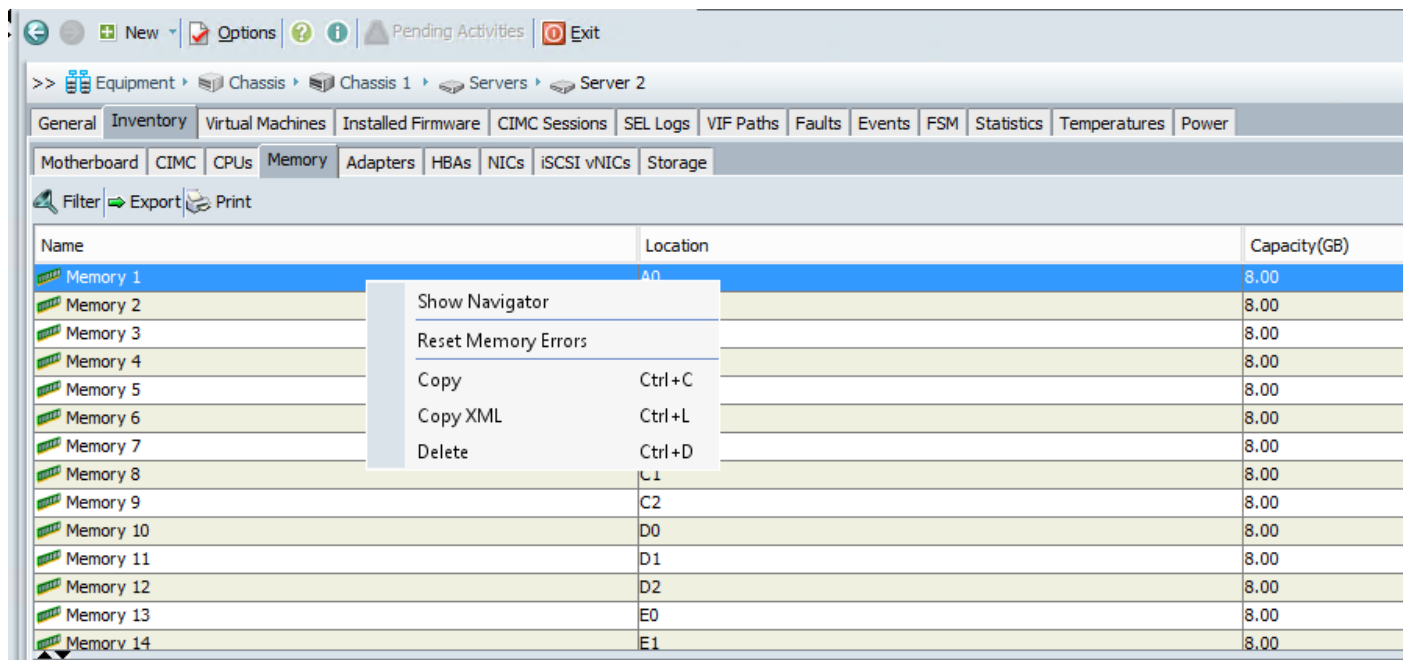 New Options ? i Pending Activities Exit
>> Equipment Chassis Chassis 1 Servers Server 2
General Inventory Virtual Machines Installed Firmware CIMC Sessions SEL Logs VIF Paths Faults Events FSM Statistics Temperatures Power
Motherboard CIMC CPUs Memory Adapters HBAs NICs iSCSI vNICs Storage
Filter Export Print
Name Location Capacity(GB)
Memory 1 A0 8.00
Memory 2 8.00
Memory 3 8.00
Memory 4 8.00
Memory 5 8.00
Memory 6 8.00
Memory 7 8.00
Memory 8 C1 8.00
Memory 9 C2 8.00
Memory 10 D0 8.00
Memory 11 D1 8.00
Memory 12 D2 8.00
Memory 13 E0 8.00
Memory 14 E1 8.00
Show Navigator
Reset Memory Errors
Copy Ctrl+C
Copy XML Ctrl+L
Delete Ctrl+D